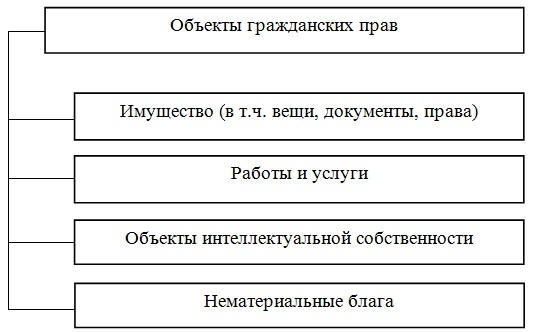 Объекты гражданских прав
Имущество (в т.ч. вещи, документы, права)
Работы и услуги
Объекты интеллектуальной собственности
Нематериальные блага